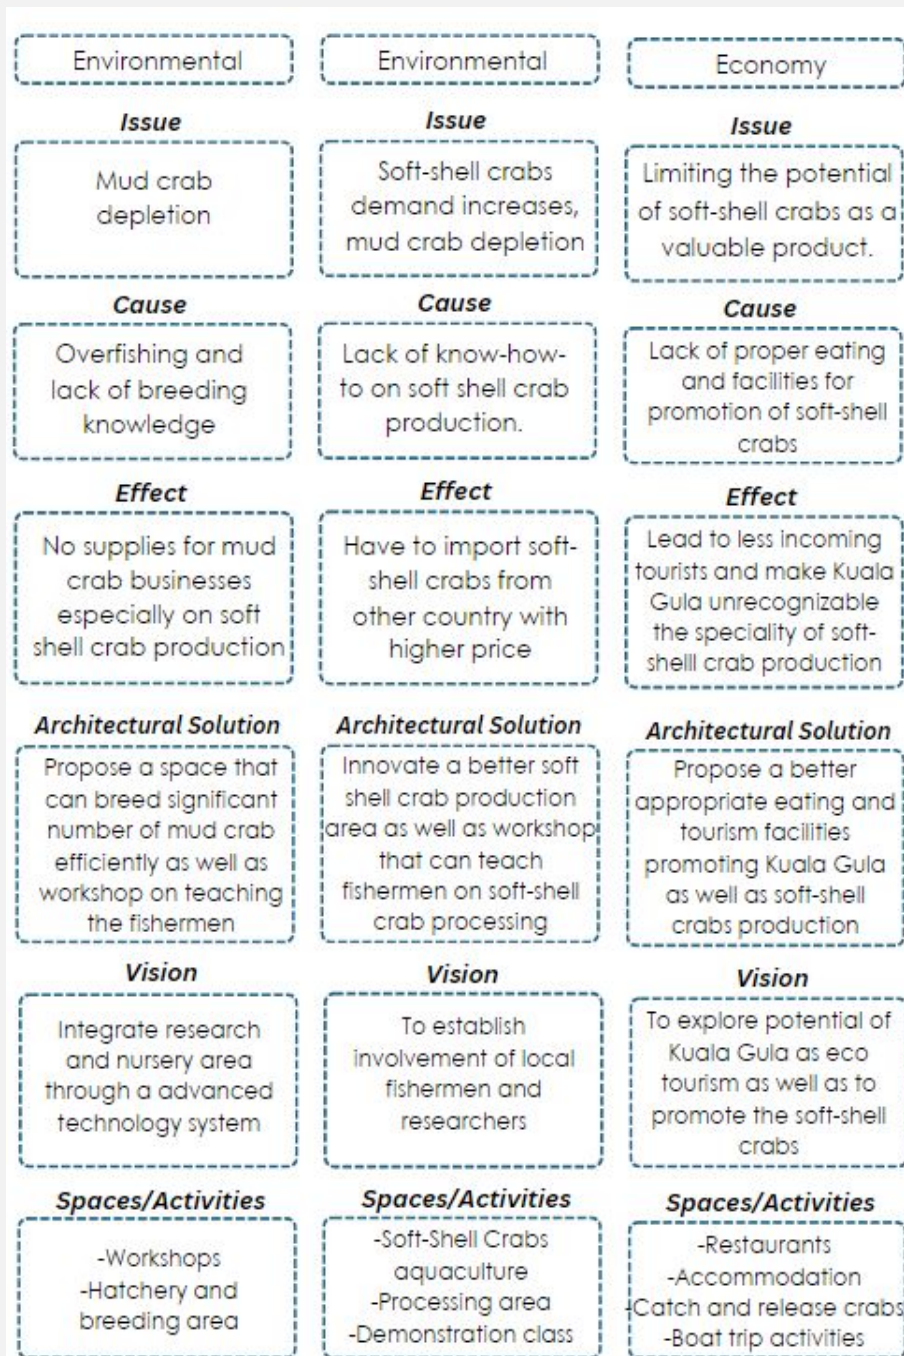 Environmental
Issue
Mud crab
depletion
Cause
Overfishing and
lack of breeding
knowledge
Effect
No supplies for mud
crab businesses
especially on soft
shell crab production
Architectural Solution
Propose a space that
can breed significant
number of mud crab
efficiently as well as
workshop on teaching
the fishermen
Vision
Integrate research
and nursery area
through a advanced
technology system
Spaces/Activities
-Workshops
-Hatchery and
breeding area
Environmental
Issue
Soft-shell crabs
demand increases,
mud crab depletion
Cause
Lack of know-how-
to on soft shell crab
production.
Effect
Have to import soft-
shell crabs from
other country with
higher price
Architectural Solution
Innovate a better soft
shell crab production
area as well as workshop
that can teach
fishermen on soft-shell
crab processing
Vision
To establish
involvement of local
fishermen and
researchers
Spaces/Activities
-Soft-Shell Crabs
aquaculture
-Processing area
-Demonstration class
Economy
Issue
Limiting the potential
of soft-shell crabs as a
valuable product.
Cause
Lack of proper eating
and facilities for
promotion of soft-shell
crabs
Effect
Lead to less incoming
tourists and make Kuala
Gula unrecognizable
the speciality of soft-
shelll crab production
Architectural Solution
Propose a better
appropriate eating and
tourism facilities
promoting Kuala Gula
as well as soft-shell
crabs production
Vision
To explore potential of
Kuala Gula as eco
tourism as well as to
promote the soft-shell
crabs
Spaces/Activities
-Restaurants
-Accommodation
-Catch and release crabs
-Boat trip activities